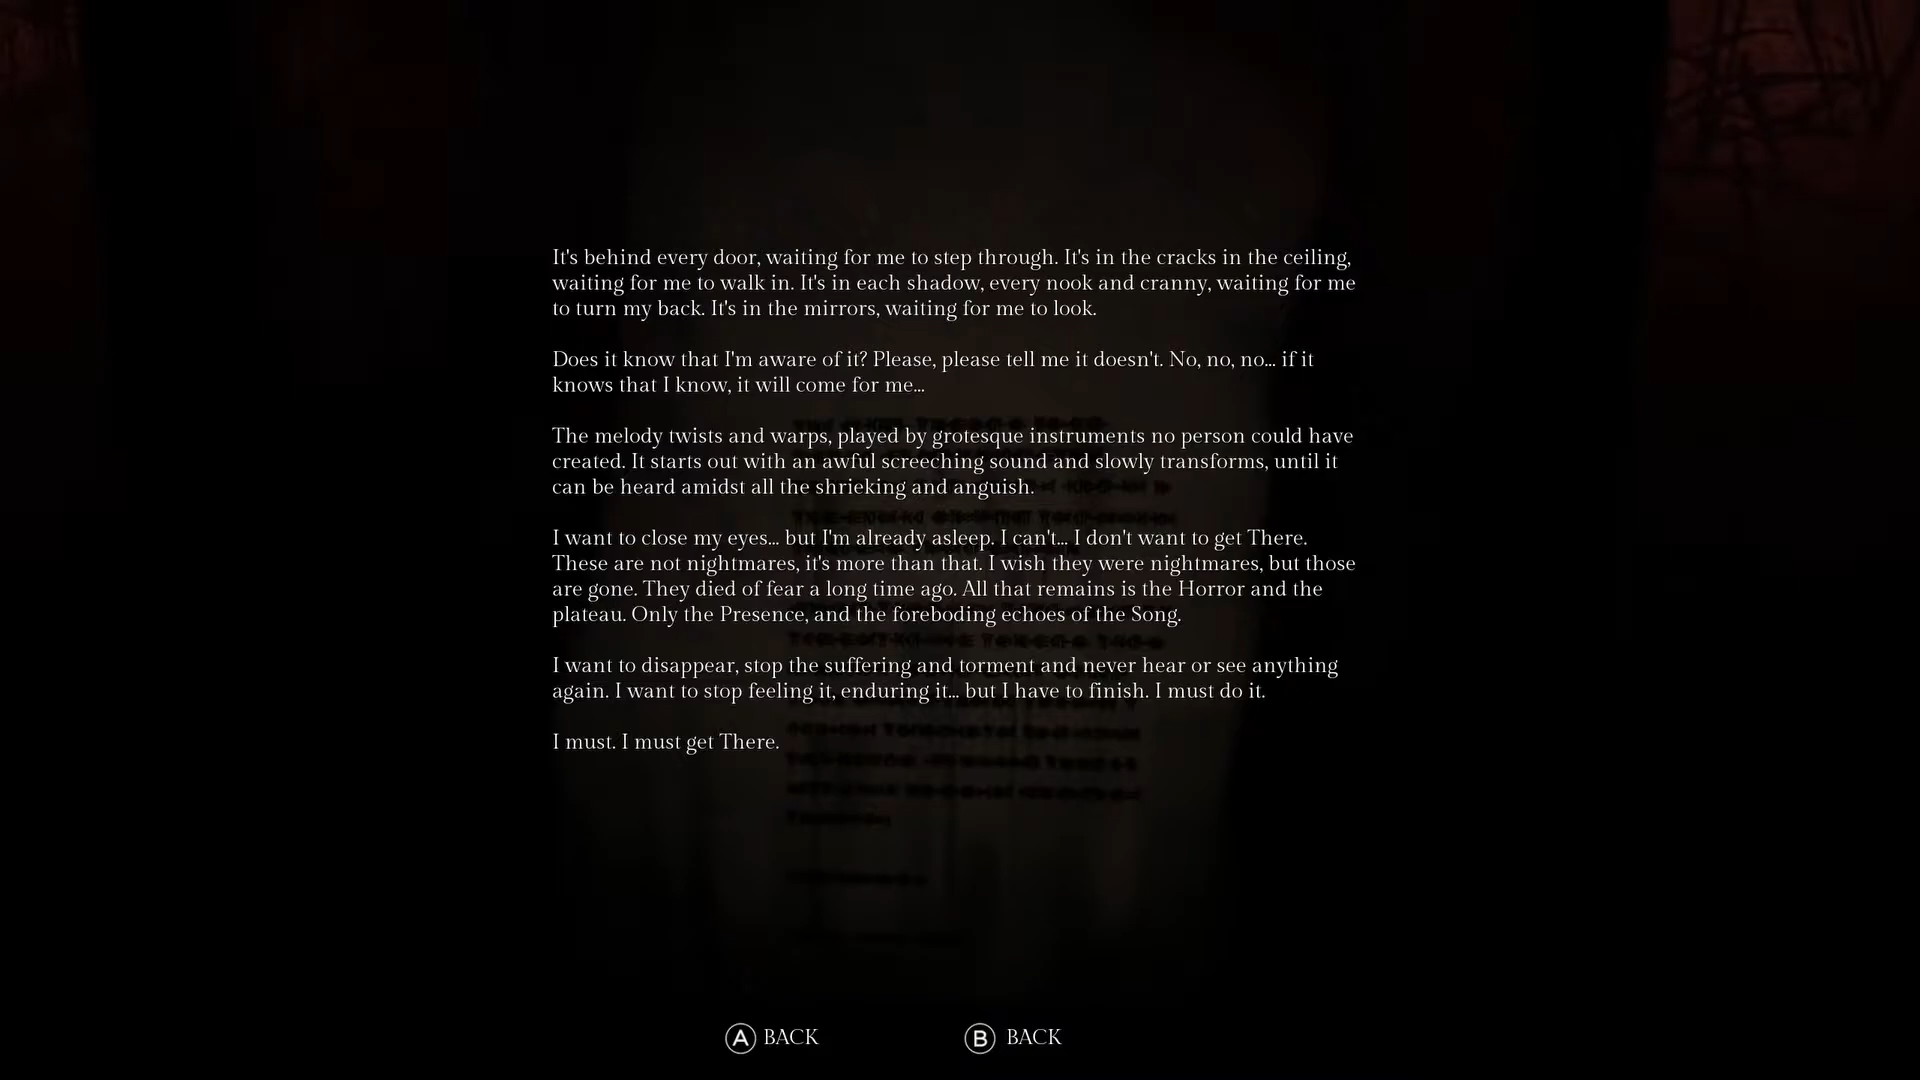 It's behind every door, waiting for me to step through. It's in the cracks in the ceiling,
waiting for me to walk in. It's in each shadow, every nook and cranny, waiting for me
to turn my back. It's in the mirrors, waiting for me to look.
Does it know that I'm aware of it? Please, please tell me it doesn't. No, no, no... if it
knows that I know, it will come for me...
The melody twists and warps, played by grotesque instruments no person could have
created. It starts out with an awful screeching sound and slowly transforms, until it
can be heard amidst all the shrieking and anguish.
I want to close my eyes... but I'm already asleep. I can't... I don't want to get There.
These are not nightmares, it's more than that. I wish they were nightmares, but those
are gone. They died of fear a long time ago. All that remains is the Horror and the
plateau. Only the Presence, and the foreboding echoes of the Song.
I want to disappear, stop the suffering and torment and never hear or see anything
again. I want to stop feeling it, enduring it... but I have to finish. I must do it.
I must. I must get There.
A BACK B BACK